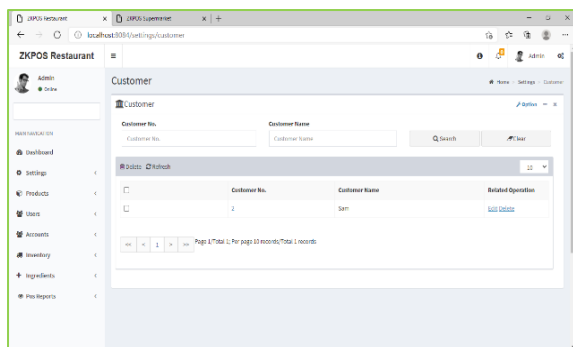 ZKPOS Restaurant
ZKPOS Supermarket
localhost:8084/settings/customer
ZKPOS Restaurant
Admin
Admin
Online
Customer
Home - Settings - Customer
Customer
Option
Customer No.
Customer Name
Customer No.
Customer Name
Search
Clear
MAIN NAVIGATION
Dashboard
Settings
Products
Users
Accounts
Inventory
Ingredients
Pos Reports
Delete Refresh
Customer No.
Customer Name
Related Operation
2
Sam
Edit Delete
<< < 1 > >> Page 1/Total 1; Per page 10 records/Total 1 records